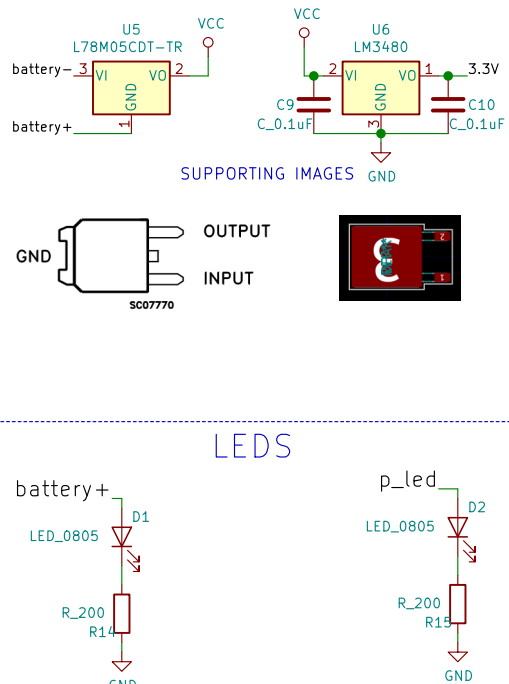 U5
L78M05CDT-TR
VCC
battery-
3
VI
VO
2
GND
1
battery+
VCC
U6
LM3480
2
VI
VO
1
3.3V
GND
3
C9
C_0.1uF
C10
C_0.1uF
GND
SUPPORTING IMAGES
GND
OUTPUT
INPUT
SC07770
2
3
1
LEDS
battery+
D1
LED_0805
R_200
R14
GND
p_led
D2
LED_0805
R_200
R15
GND